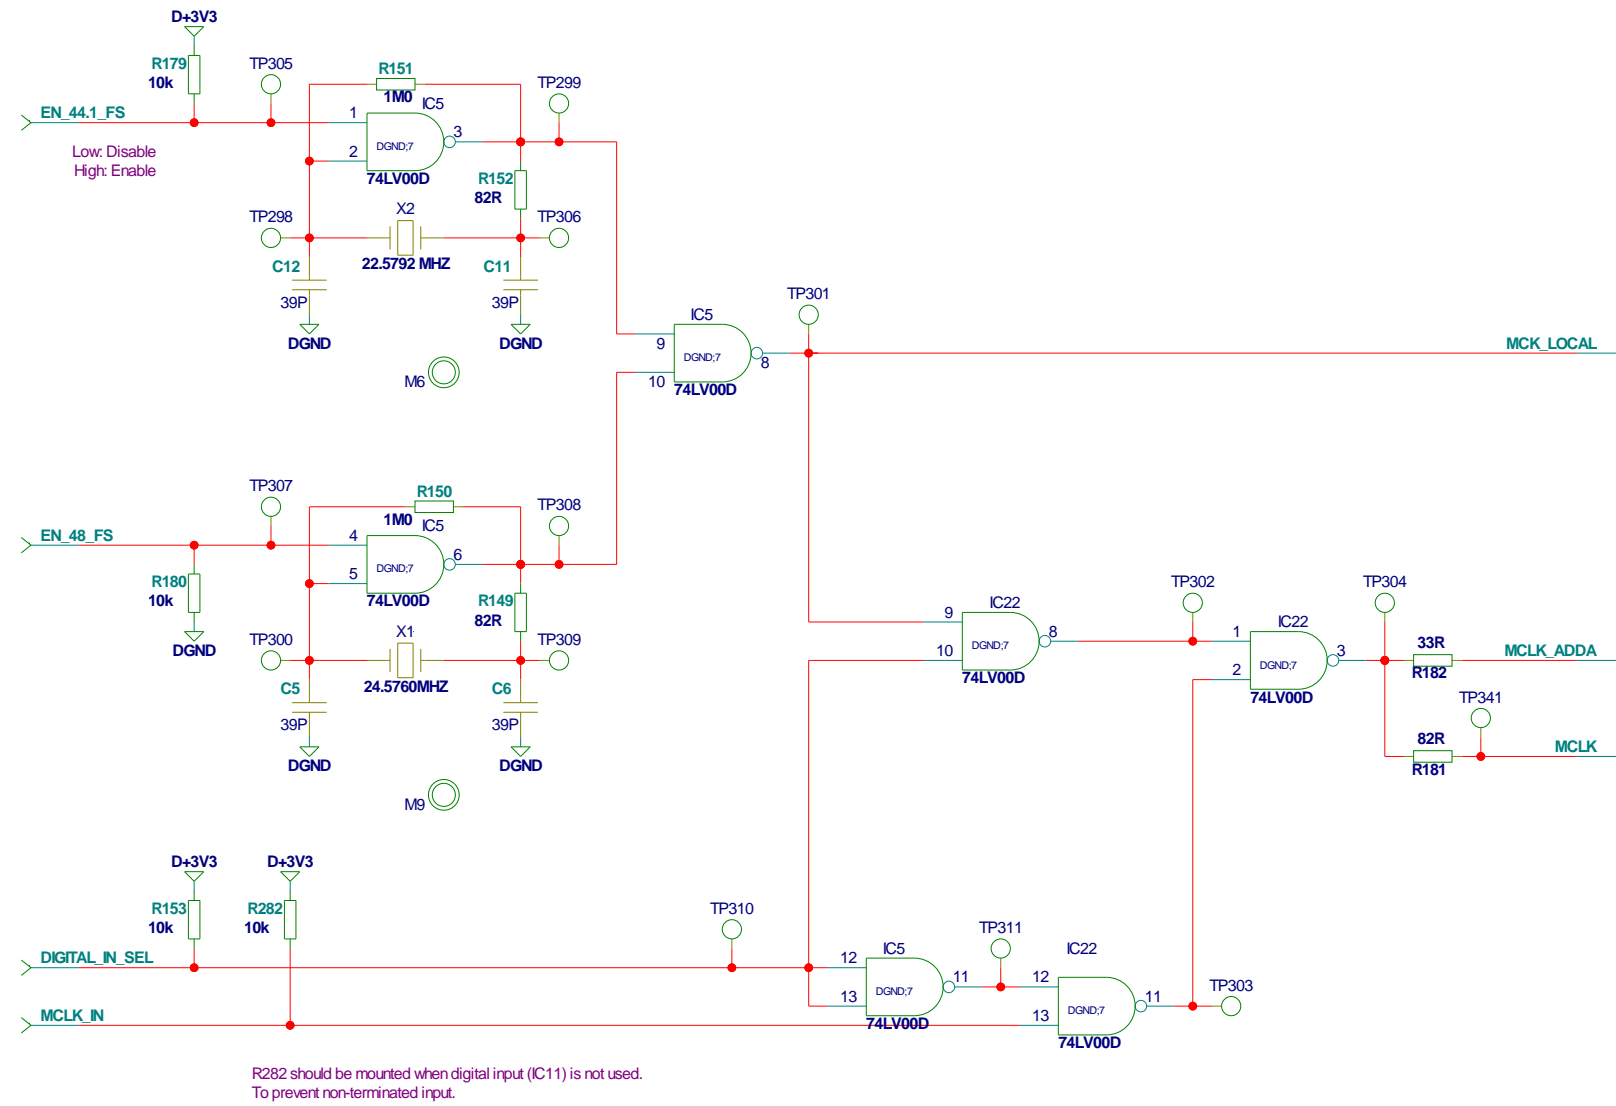 D+3V3
R179
10k
TP305
R151
1M0
IC5
TP299
EN_44.1_FS
1
2
3
DGND;7
74LV00D
Low: Disable
High: Enable
R152
82R
TP298
X2
TP306
22.5792 MHZ
C12
39P
DGND
C11
39P
DGND
M6
IC5
9
10
8
DGND;7
74LV00D
TP301
MCK_LOCAL
TP307
R150
1M0
IC5
TP308
EN_48_FS
4
5
6
DGND;7
74LV00D
R180
10k
DGND
R149
82R
TP300
X1
TP309
24.5760MHZ
C5
39P
DGND
C6
39P
DGND
M9
IC22
9
10
8
DGND;7
74LV00D
TP302
IC22
1
2
3
DGND;7
74LV00D
TP304
33R
R182
MCLK_ADDA
TP341
82R
R181
MCLK
D+3V3
D+3V3
R153
10k
R282
10k
DIGITAL_IN_SEL
MCLK_IN
TP310
IC5
12
13
11
DGND;7
74LV00D
TP311
IC22
12
13
11
DGND;7
74LV00D
TP303
R282 should be mounted when digital input (IC11) is not used.
To prevent non-terminated input.